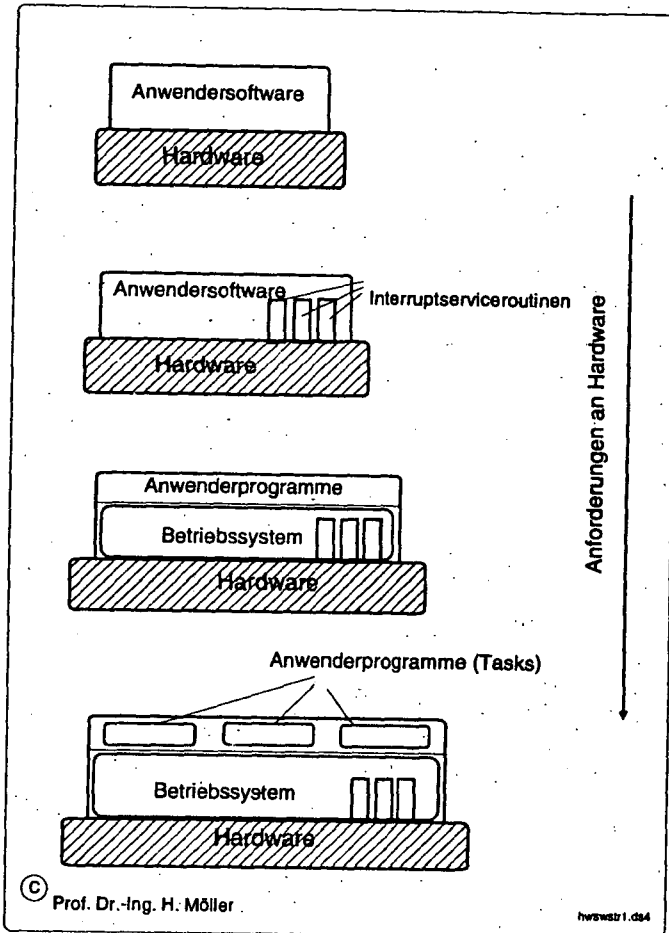 Anwendersoftware
Hardware
Anwendersoftware
Interruptserviceroutinen
Hardware
Anforderungen an Hardware
Anwenderprogramme
Betriebssystem
Hardware
Anwenderprogramme (Tasks)
Betriebssystem
Hardware
© Prof. Dr.-Ing. H. Möller
hwswstr1.ds4